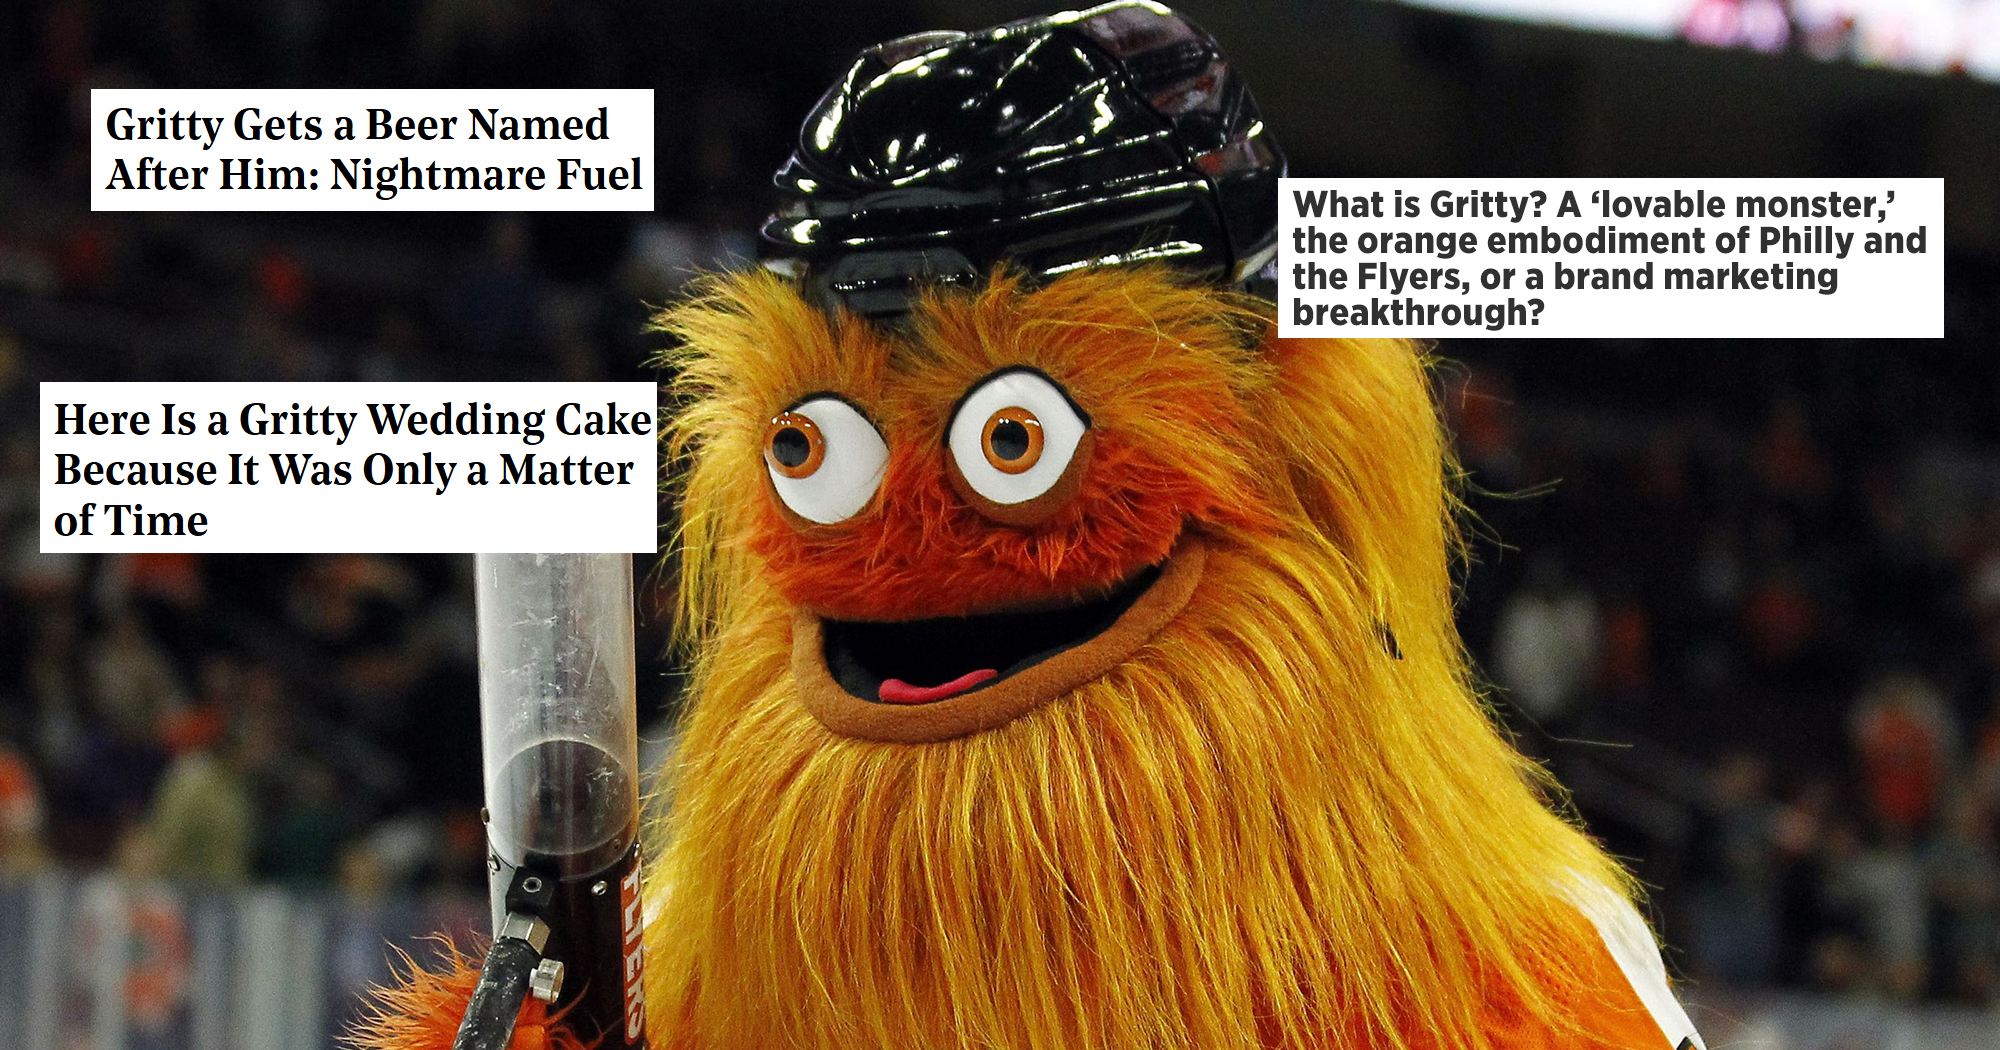 Gritty Gets a Beer Named
After Him: Nightmare Fuel
What is Gritty? A ‘lovable monster,’
the orange embodiment of Philly and
the Flyers, or a brand marketing
breakthrough?
Here Is a Gritty Wedding Cake
Because It Was Only a Matter
of Time
FLYERS